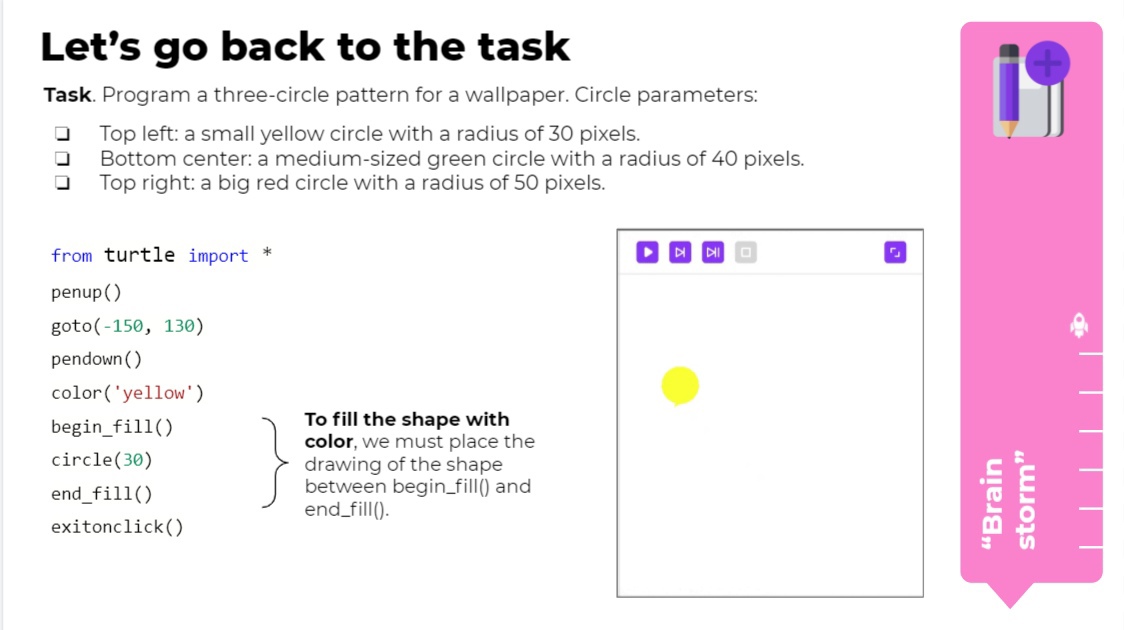 Let's go back to the task
Task. Program a three-circle pattern for a wallpaper. Circle parameters:
❏ Top left: a small yellow circle with a radius of 30 pixels.
❏ Bottom center: a medium-sized green circle with a radius of 40 pixels.
❏ Top right: a big red circle with a radius of 50 pixels.
from turtle import *
penup()
goto(-150, 130)
pendown()
color('yellow')
begin_fill()
circle(30)
end_fill()
exitonclick()
To fill the shape with
color, we must place the
drawing of the shape
between begin_fill() and
end_fill().
“Brain
storm”